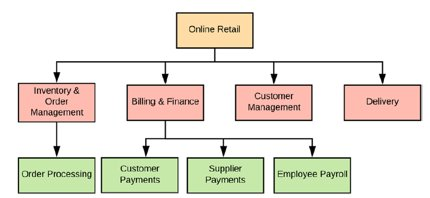 Online Retail
Inventory &
Order
Management
Billing & Finance
Customer
Management
Delivery
Order Processing
Customer
Payments
Supplier
Payments
Employee Payroll